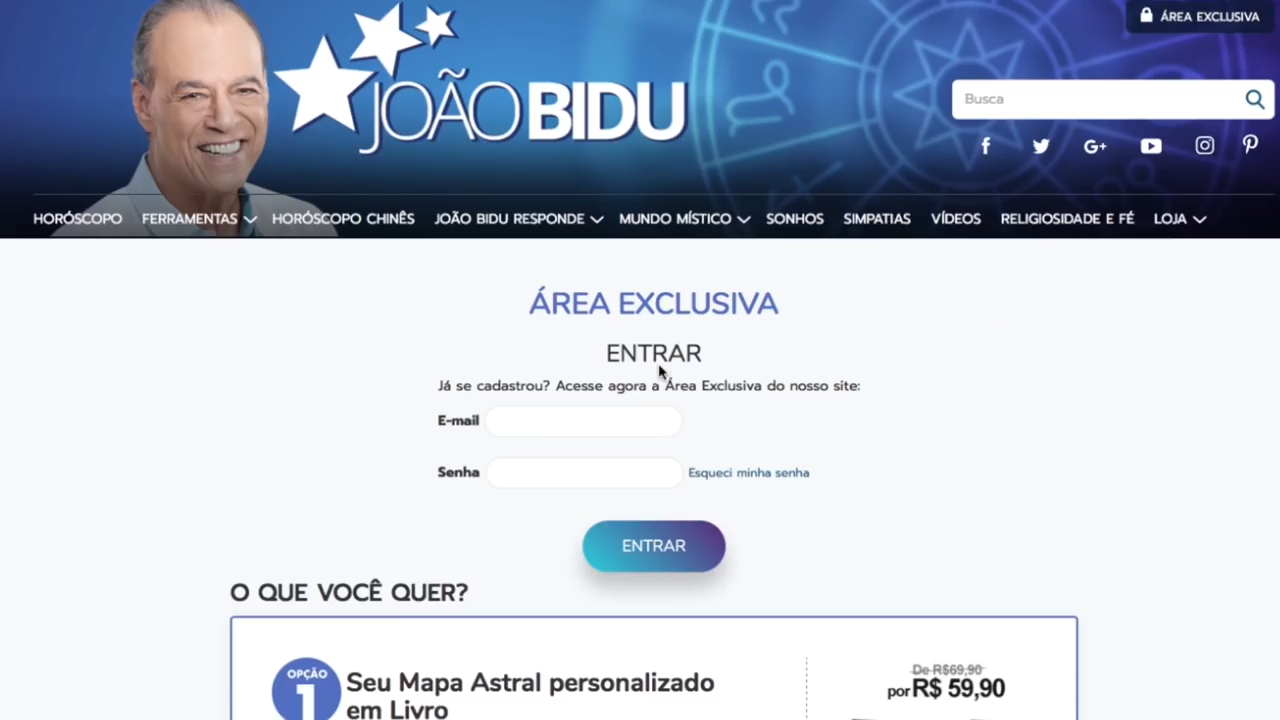 ÁREA EXCLUSIVA
JOÃO BIDU
Busca
HORÓSCOPO FERRAMENTAS HORÓSCOPO CHINÊS JOÃO BIDU RESPONDE MUNDO MÍSTICO SONHOS SIMPATIAS VÍDEOS RELIGIOSIDADE E FÉ LOJA
ÁREA EXCLUSIVA
ENTRAR
Já se cadastrou? Acesse agora a Área Exclusiva do nosso site:
E-mail
Senha Esqueci minha senha
ENTRAR
O QUE VOCÊ QUER?
OPÇÃO
1
Seu Mapa Astral personalizado
em Livro
De R$69,90
por R$ 59,90